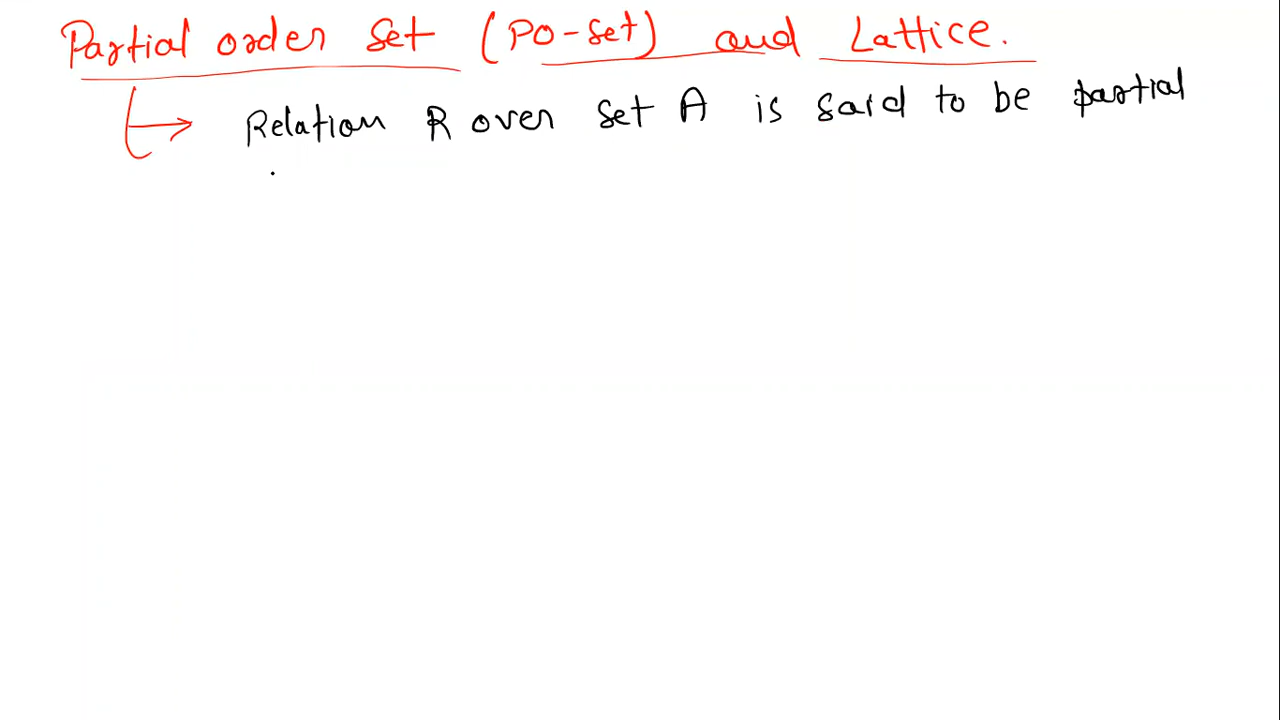 Partial order set (PO-set) and Lattice.
Relation R over set A is said to be partial